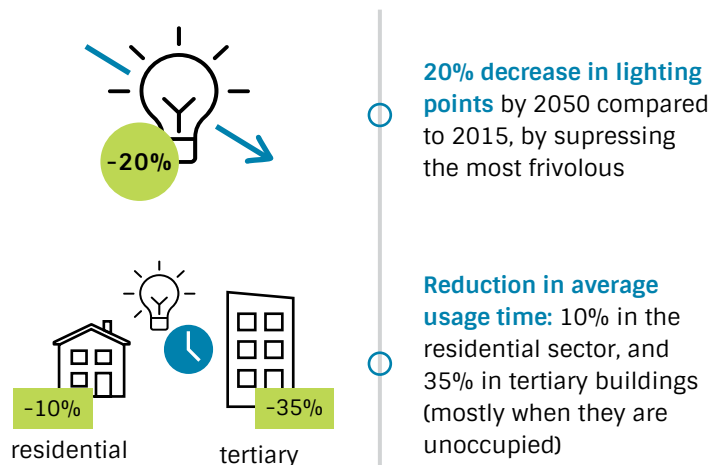 -20%
20% decrease in lighting
points by 2050 compared
to 2015, by supressing
the most frivolous
-10%
residential
-35%
tertiary
Reduction in average
usage time: 10% in the
residential sector, and
35% in tertiary buildings
(mostly when they are
unoccupied)